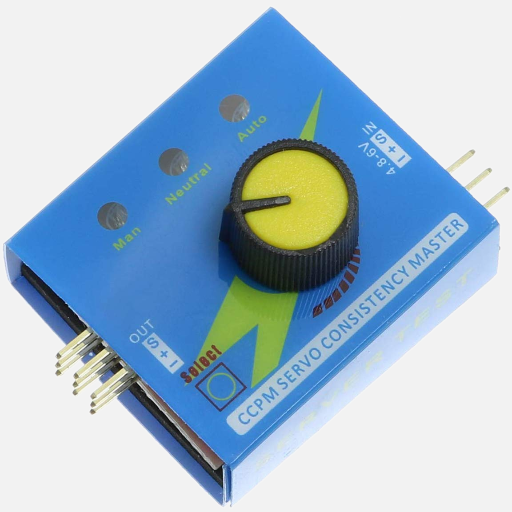 Auto
Neutral
Man
IN
S + -
4.8-6V
OUT
S + -
Select
CCPM SERVO CONSISTENCY MASTER